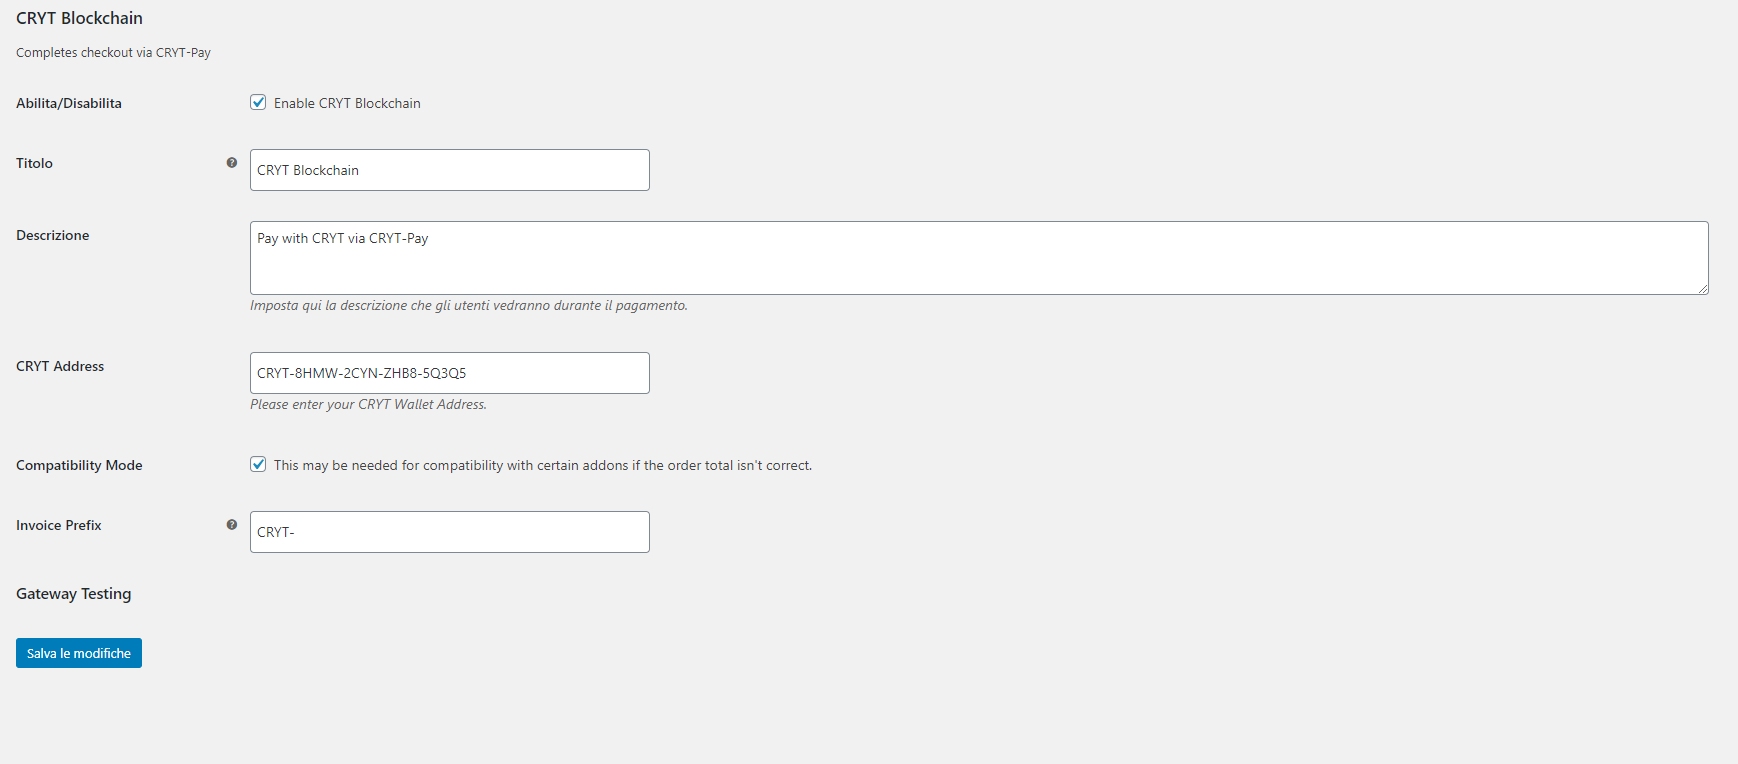 CRYT Blockchain
Completes checkout via CRYT-Pay
Abilita/Disabilita
Enable CRYT Blockchain
Titolo
CRYT Blockchain
Descrizione
Pay with CRYT via CRYT-Pay
Imposta qui la descrizione che gli utenti vedranno durante il pagamento.
CRYT Address
CRYT-8HMW-2CYN-ZHB8-5Q3Q5
Please enter your CRYT Wallet Address.
Compatibility Mode
This may be needed for compatibility with certain addons if the order total isn't correct.
Invoice Prefix
CRYT-
Gateway Testing
Salva le modifiche